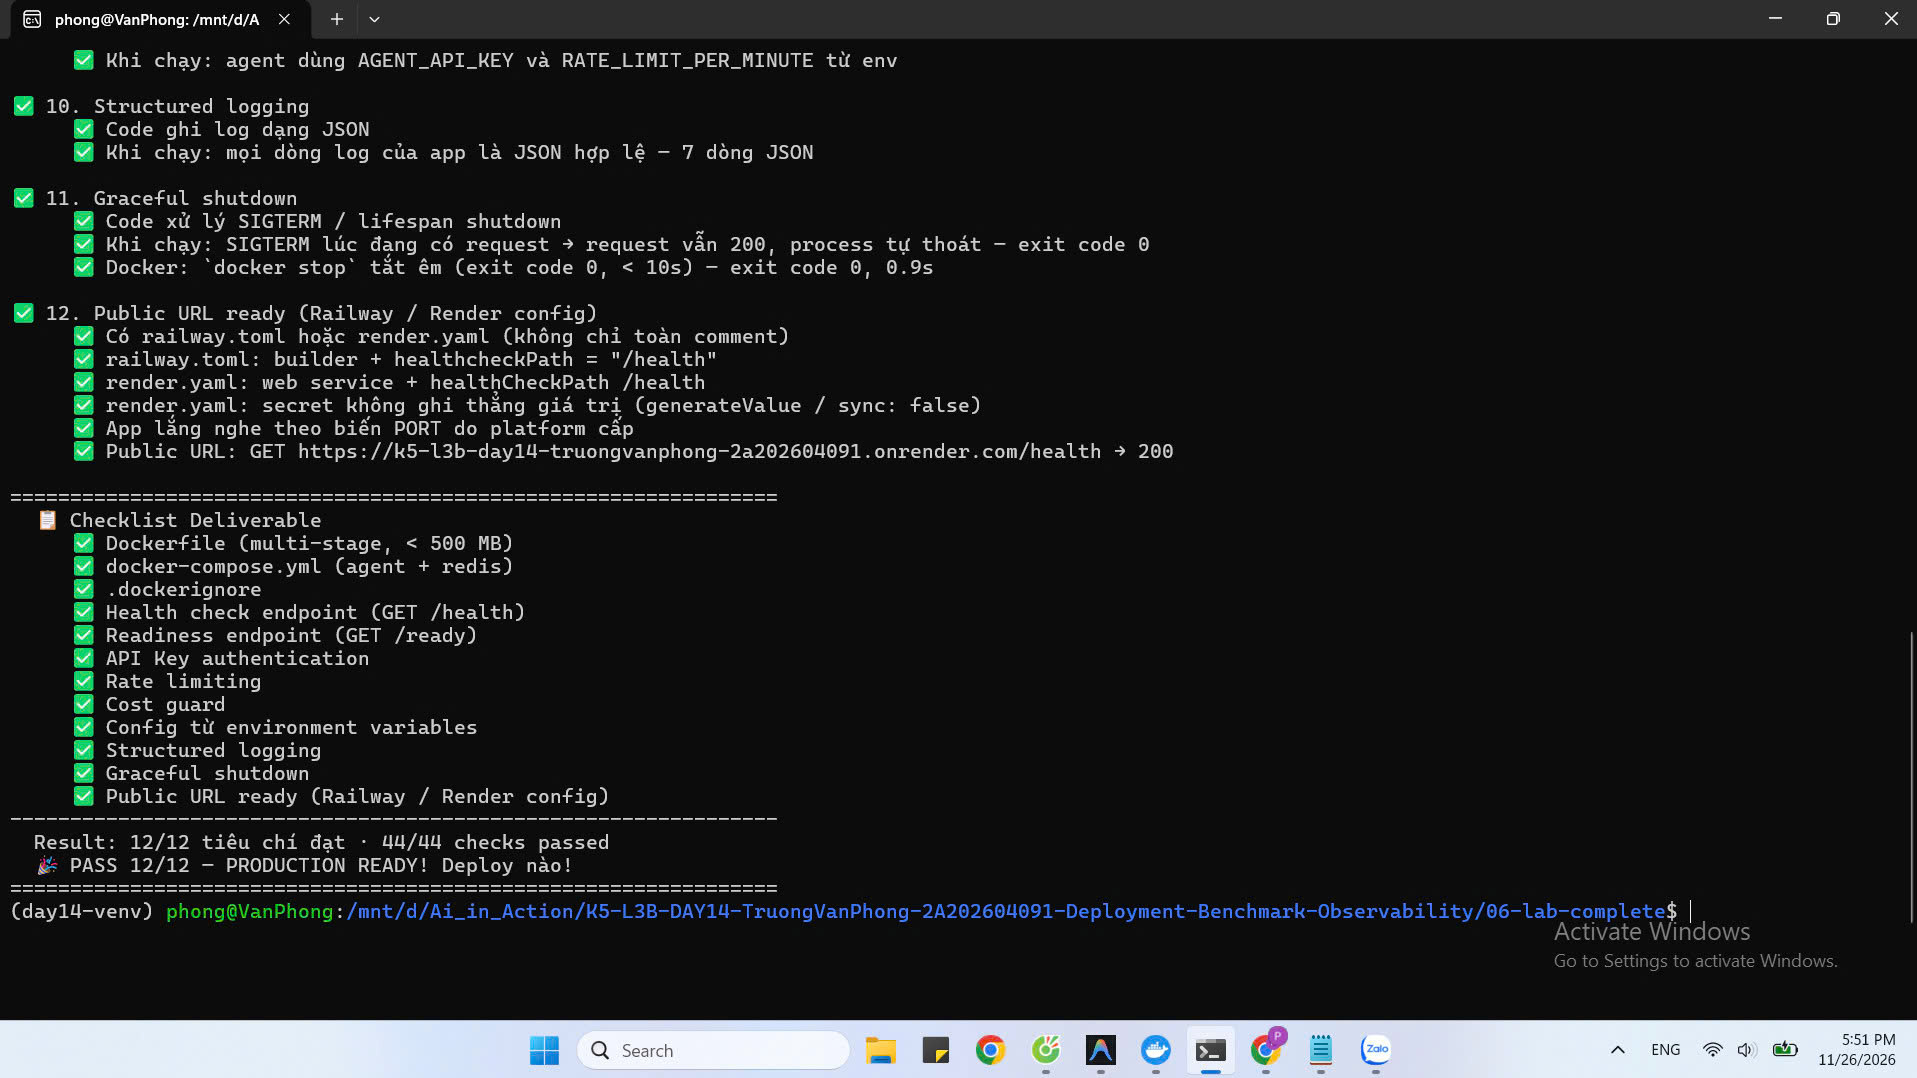 phong@VanPhong: /mnt/d/A
✅ Khi chạy: agent dùng AGENT_API_KEY và RATE_LIMIT_PER_MINUTE từ env
✅ 10. Structured logging
✅ Code ghi log dạng JSON
✅ Khi chạy: mọi dòng log của app là JSON hợp lệ — 7 dòng JSON
✅ 11. Graceful shutdown
✅ Code xử lý SIGTERM / lifespan shutdown
✅ Khi chạy: SIGTERM lúc đang có request → request vẫn 200, process tự thoát — exit code 0
✅ Docker: `docker stop` tắt êm (exit code 0, < 10s) — exit code 0, 0.9s
✅ 12. Public URL ready (Railway / Render config)
✅ Có railway.toml hoặc render.yaml (không chỉ toàn comment)
✅ railway.toml: builder + healthcheckPath = "/health"
✅ render.yaml: web service + healthCheckPath /health
✅ render.yaml: secret không ghi thẳng giá trị (generateValue / sync: false)
✅ App lắng nghe theo biến PORT do platform cấp
✅ Public URL: GET https://k5-l3b-day14-truongvanphong-2a202604091.onrender.com/health → 200
================================================================
📋 Checklist Deliverable
✅ Dockerfile (multi-stage, < 500 MB)
✅ docker-compose.yml (agent + redis)
✅ .dockerignore
✅ Health check endpoint (GET /health)
✅ Readiness endpoint (GET /ready)
✅ API Key authentication
✅ Rate limiting
✅ Cost guard
✅ Config từ environment variables
✅ Structured logging
✅ Graceful shutdown
✅ Public URL ready (Railway / Render config)
----------------------------------------------------------------
Result: 12/12 tiêu chí đạt · 44/44 checks passed
🎉 PASS 12/12 — PRODUCTION READY! Deploy nào!
================================================================
(day14-venv) phong@VanPhong:/mnt/d/Ai_in_Action/K5-L3B-DAY14-TruongVanPhong-2A202604091-Deployment-Benchmark-Observability/06-lab-complete$
Activate Windows
Go to Settings to activate Windows.
Search
P
Zalo
ENG
5:51 PM
11/26/2026